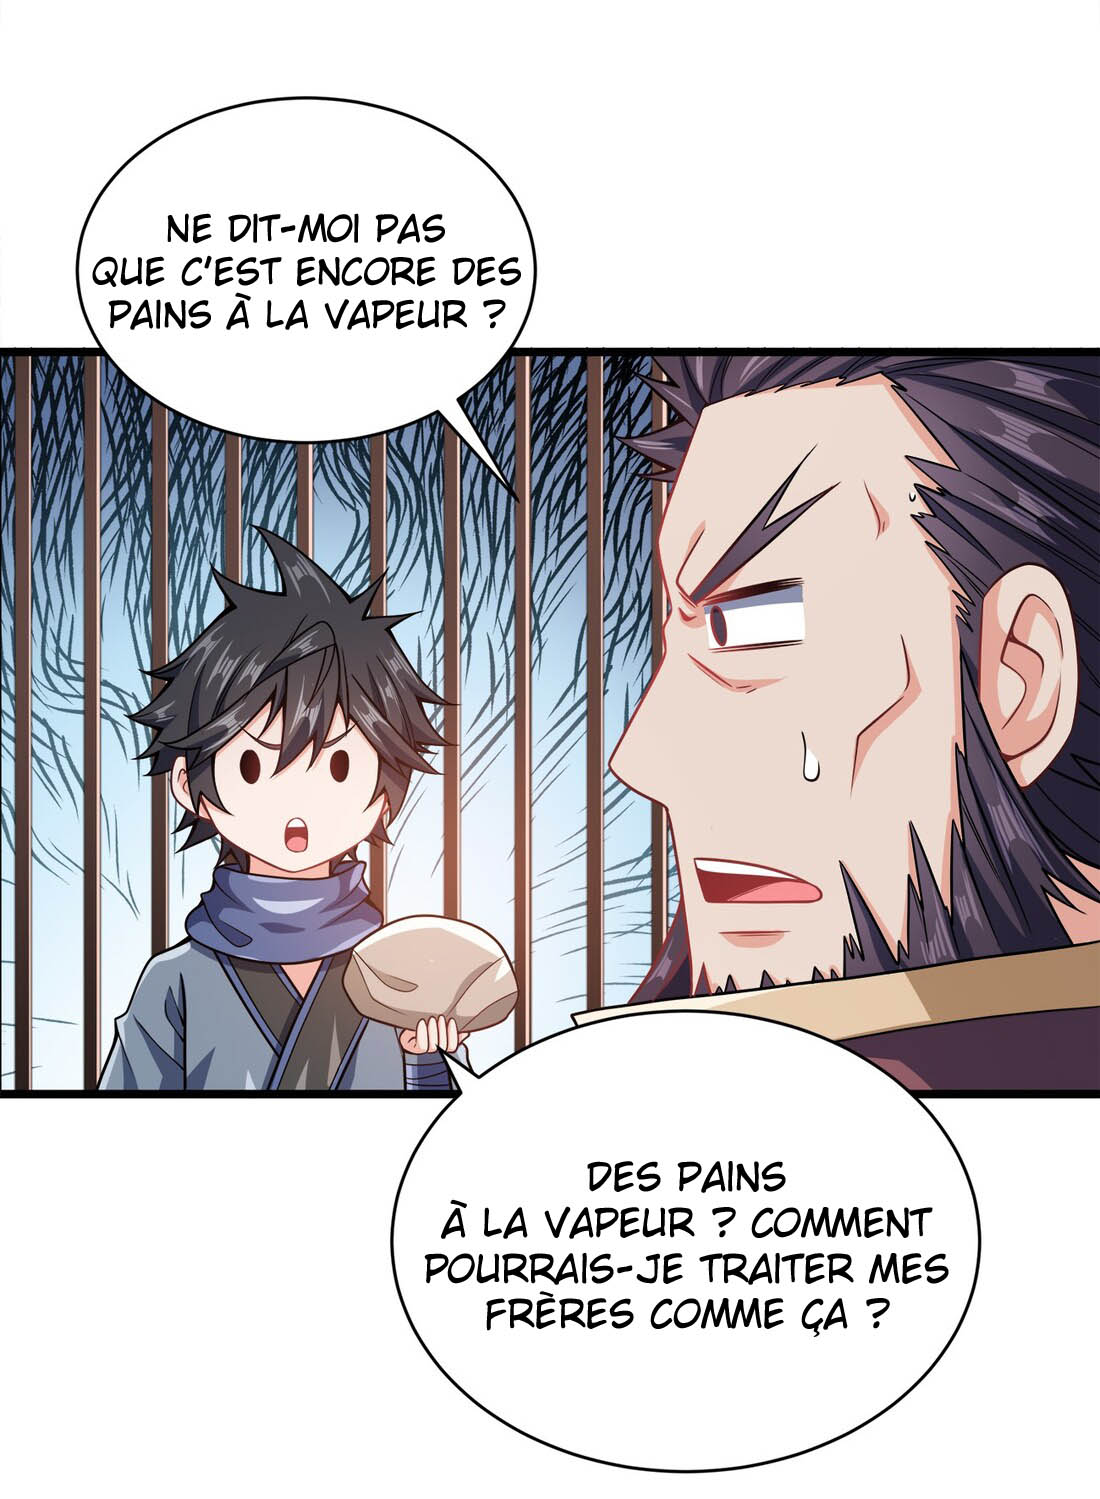 NE DIT-MOI PAS
QUE C'EST ENCORE DES
PAINS À LA VAPEUR ?
DES PAINS
À LA VAPEUR ? COMMENT
POURRAIS-JE TRAITER MES
FRÈRES COMME ÇA ?